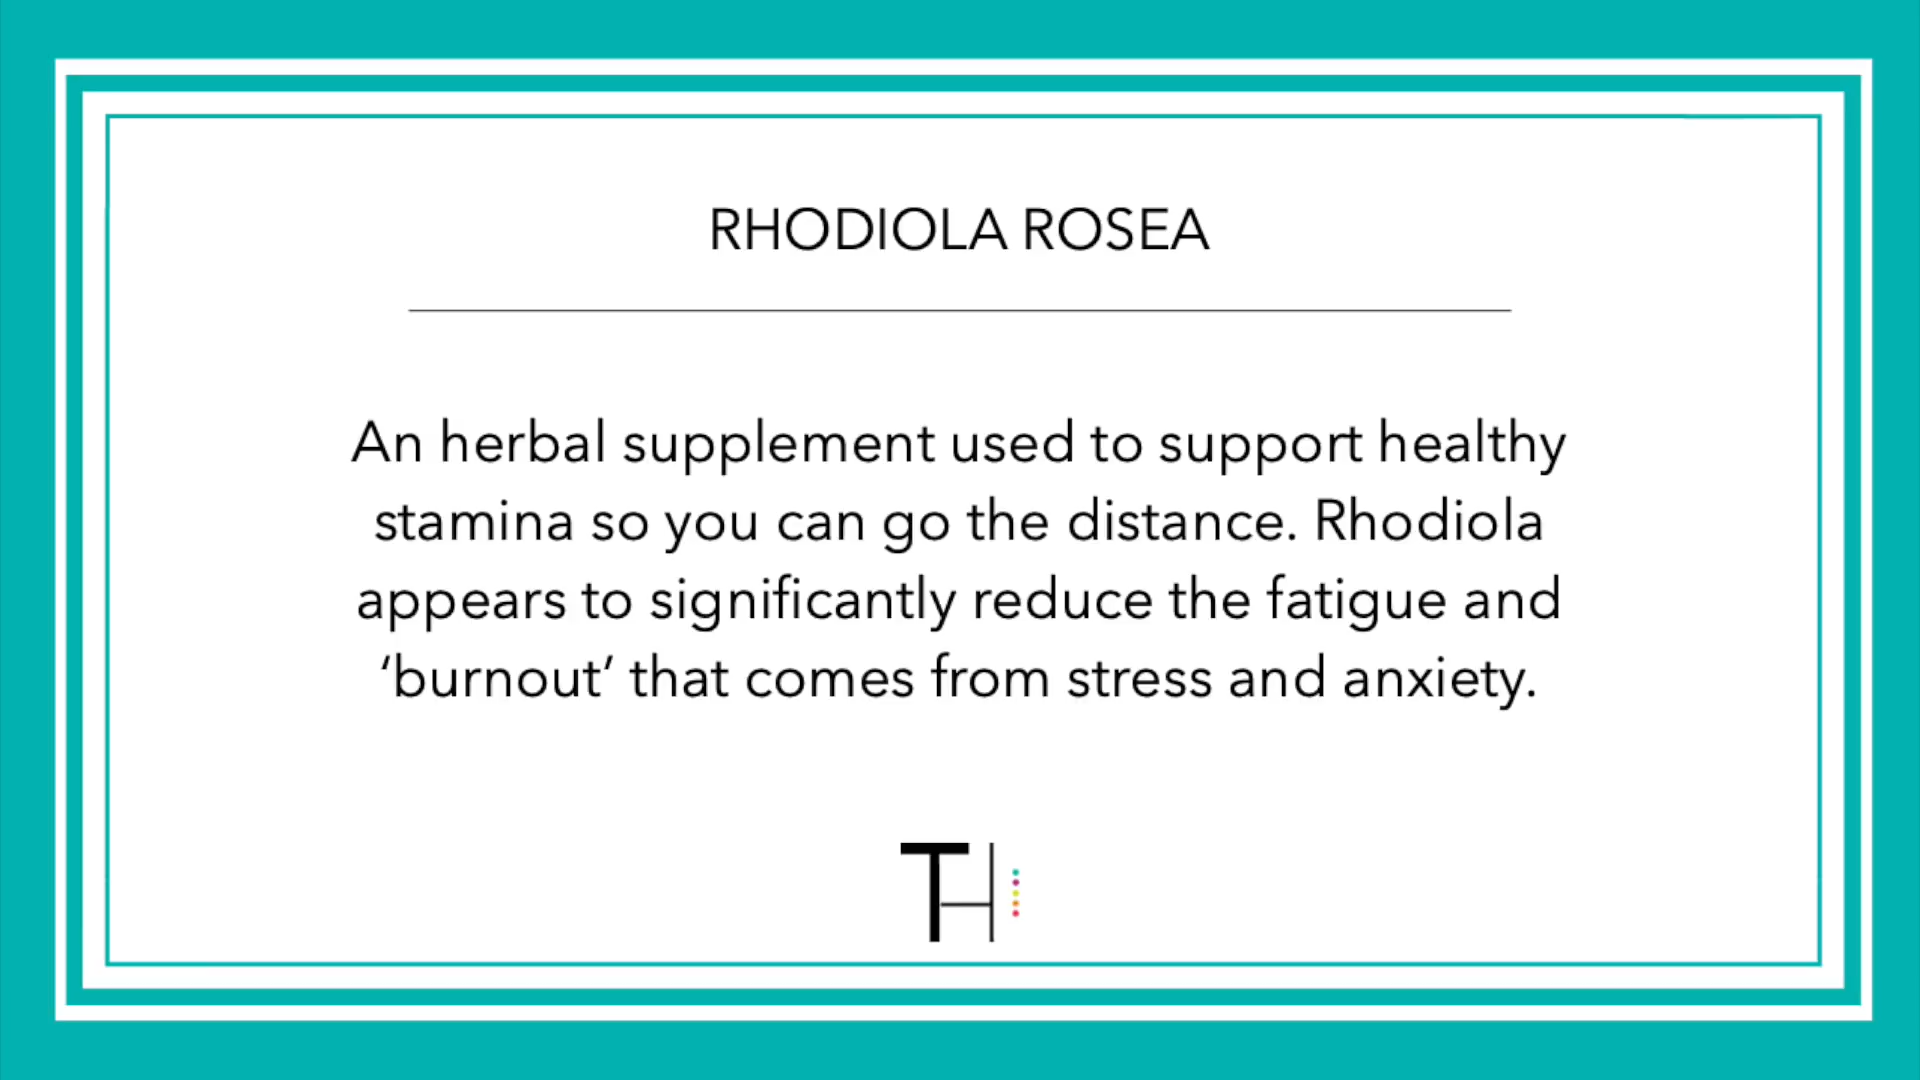 RHODIOLA ROSEA
An herbal supplement used to support healthy
stamina so you can go the distance. Rhodiola
appears to significantly reduce the fatigue and
‘burnout’ that comes from stress and anxiety.
TH